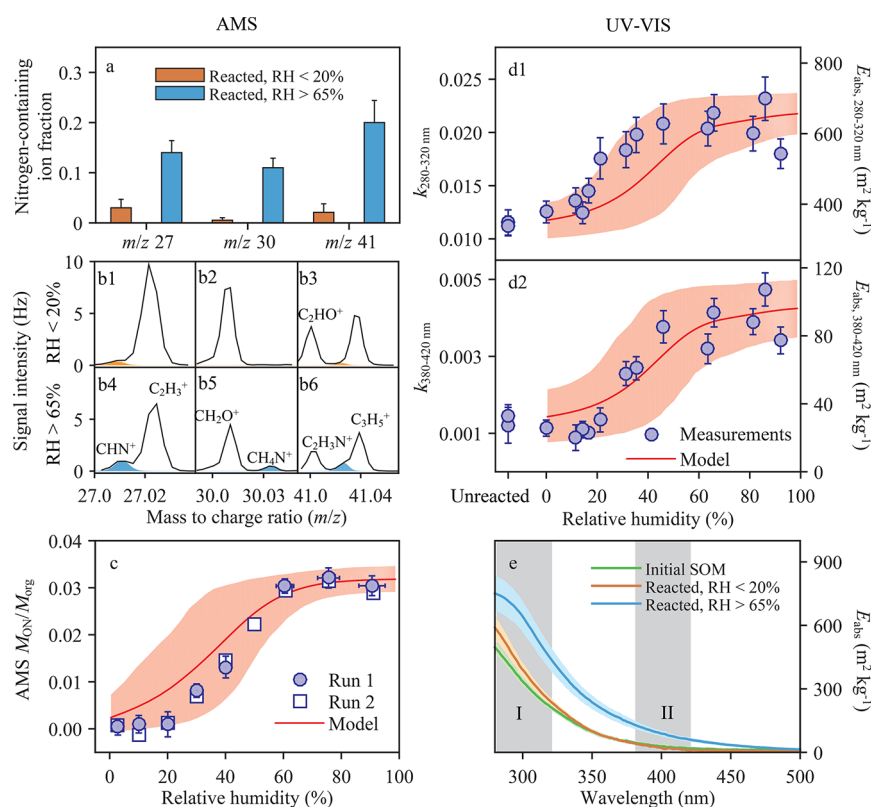 AMS
UV-VIS
a
Reacted, RH < 20%
Reacted, RH > 65%
0.3
0.2
0.1
0
Nitrogen-containing
ion fraction
m/z 27
m/z 30
m/z 41
b1
b2
b3
C₂HO⁺
10
5
0
RH < 20%
Signal intensity (Hz)
b4
b5
b6
C₂H₃⁺
CHN⁺
CH₂O⁺
CH₄N⁺
C₂H₃N⁺
C₃H₅⁺
5
0
RH > 65%
27.0
27.02
30.0
30.03
41.0
41.04
Mass to charge ratio (m/z)
c
0.04
0.03
0.02
0.01
0.00
AMS M_ON/M_org
Run 1
Run 2
Model
0
20
40
60
80
100
Relative humidity (%)
d1
0.025
0.020
0.015
0.010
k₂₈₀₋₃₂₀ nm
800
600
400
E_abs, 280-320 nm
(m² kg⁻¹)
d2
0.005
0.003
0.001
k₃₈₀₋₄₂₀ nm
120
80
40
0
E_abs, 380-420 nm
(m² kg⁻¹)
Measurements
Model
Unreacted
0
20
40
60
80
100
Relative humidity (%)
e
Initial SOM
Reacted, RH < 20%
Reacted, RH > 65%
I
II
900
600
300
0
E_abs (m² kg⁻¹)
300
350
400
450
500
Wavelength (nm)